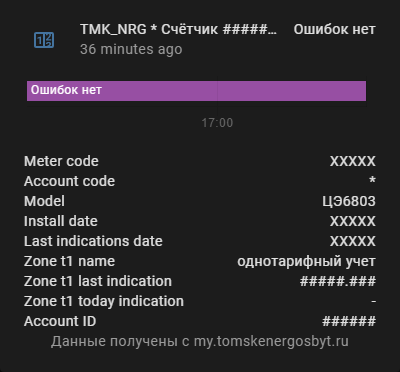 TMK_NRG * Счётчик #####… Ошибок нет
36 minutes ago
Ошибок нет
17:00
Meter code XXXXX
Account code *
Model ЦЭ6803
Install date XXXXX
Last indications date XXXXX
Zone t1 name однотарифный учет
Zone t1 last indication #####.###
Zone t1 today indication -
Account ID ######
Данные получены с my.tomskenergosbyt.ru